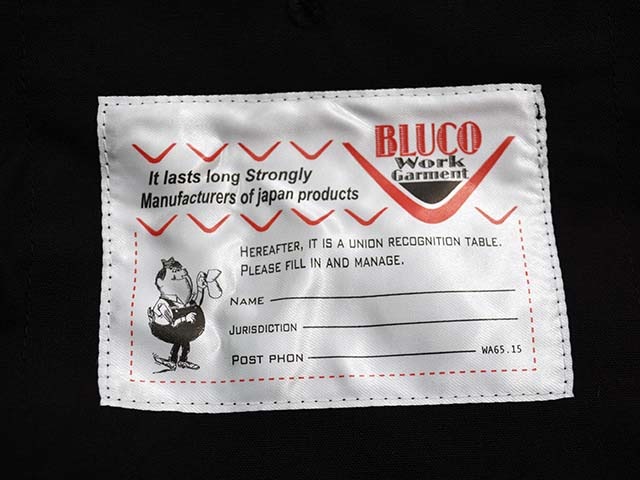 BLUCO
Work
Garment
It lasts long Strongly
Manufacturers of japan products
HEREAFTER, IT IS A UNION RECOGNITION TABLE.
PLEASE FILL IN AND MANAGE.
NAME
JURISDICTION
POST PHON
WA65.15